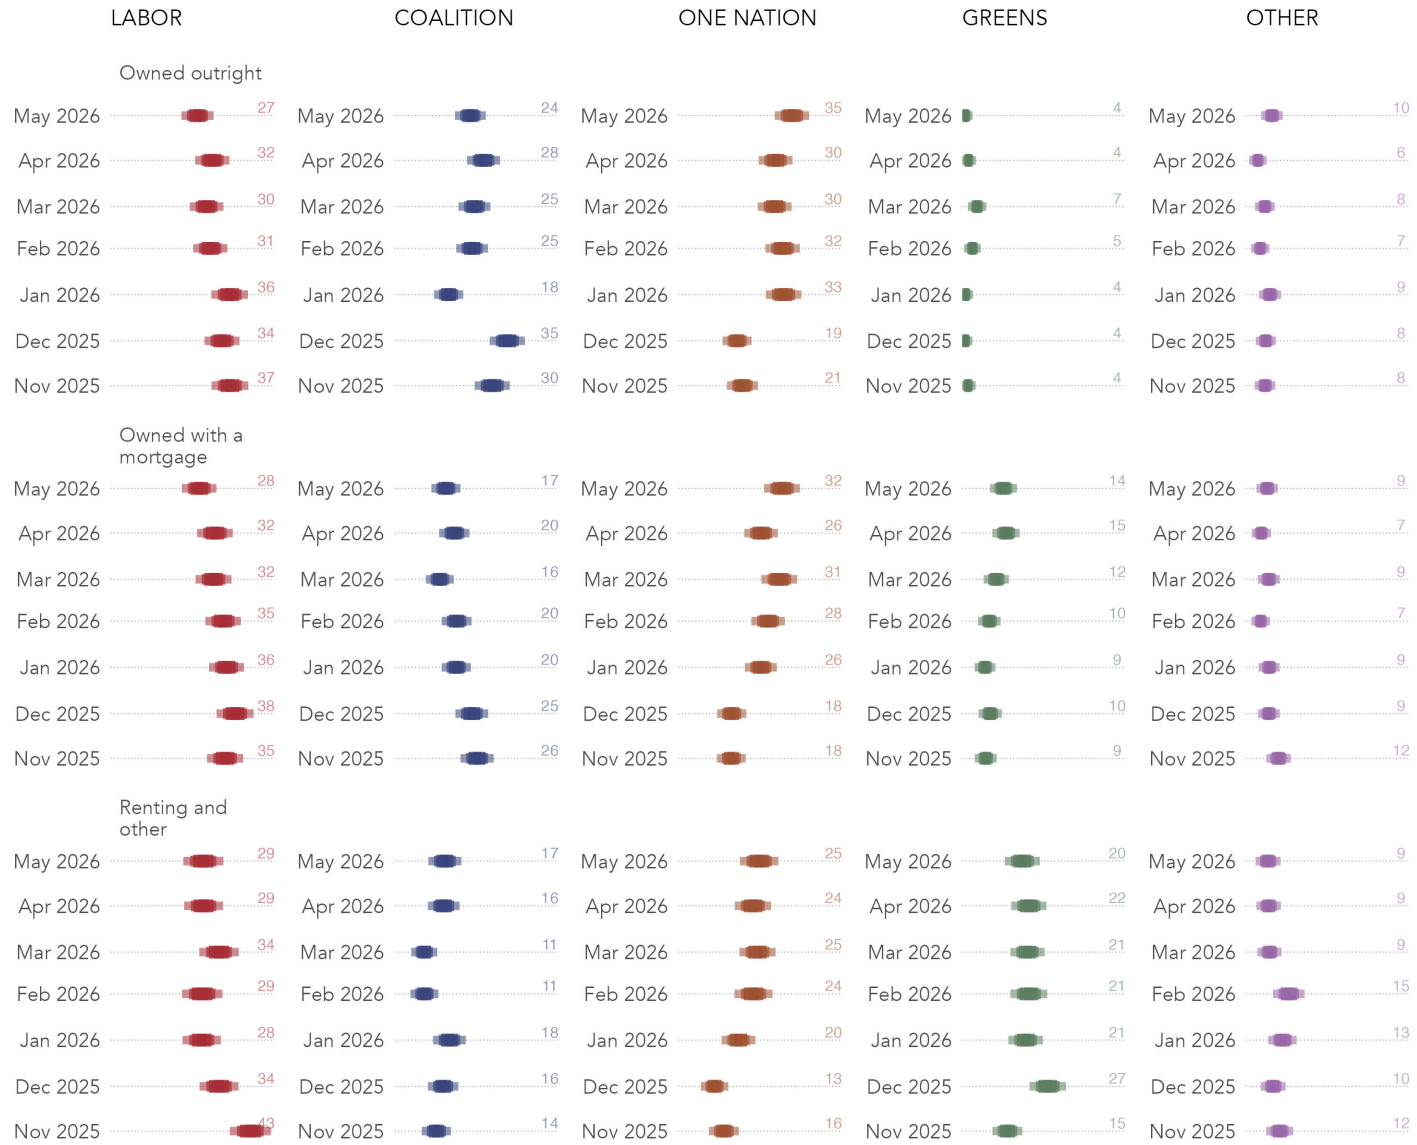 LABOR COALITION ONE NATION GREENS OTHER
Owned outright
27 24 35 4 10
May 2026 May 2026 May 2026 May 2026 May 2026
32 28 30 4 6
Apr 2026 Apr 2026 Apr 2026 Apr 2026 Apr 2026
30 25 30 7 8
Mar 2026 Mar 2026 Mar 2026 Mar 2026 Mar 2026
31 25 32 5 7
Feb 2026 Feb 2026 Feb 2026 Feb 2026 Feb 2026
36 18 33 4 9
Jan 2026 Jan 2026 Jan 2026 Jan 2026 Jan 2026
34 35 19 4 8
Dec 2025 Dec 2025 Dec 2025 Dec 2025 Dec 2025
37 30 21 4 8
Nov 2025 Nov 2025 Nov 2025 Nov 2025 Nov 2025
Owned with a
mortgage
28 17 32 14 9
May 2026 May 2026 May 2026 May 2026 May 2026
32 20 26 15 7
Apr 2026 Apr 2026 Apr 2026 Apr 2026 Apr 2026
32 16 31 12 9
Mar 2026 Mar 2026 Mar 2026 Mar 2026 Mar 2026
35 20 28 10 7
Feb 2026 Feb 2026 Feb 2026 Feb 2026 Feb 2026
36 20 26 9 9
Jan 2026 Jan 2026 Jan 2026 Jan 2026 Jan 2026
38 25 18 10 9
Dec 2025 Dec 2025 Dec 2025 Dec 2025 Dec 2025
35 26 18 9 12
Nov 2025 Nov 2025 Nov 2025 Nov 2025 Nov 2025
Renting and
other
29 17 25 20 9
May 2026 May 2026 May 2026 May 2026 May 2026
29 16 24 22 9
Apr 2026 Apr 2026 Apr 2026 Apr 2026 Apr 2026
34 11 25 21 9
Mar 2026 Mar 2026 Mar 2026 Mar 2026 Mar 2026
29 11 24 21 15
Feb 2026 Feb 2026 Feb 2026 Feb 2026 Feb 2026
28 18 20 21 13
Jan 2026 Jan 2026 Jan 2026 Jan 2026 Jan 2026
34 16 13 27 10
Dec 2025 Dec 2025 Dec 2025 Dec 2025 Dec 2025
43 14 16 15 12
Nov 2025 Nov 2025 Nov 2025 Nov 2025 Nov 2025